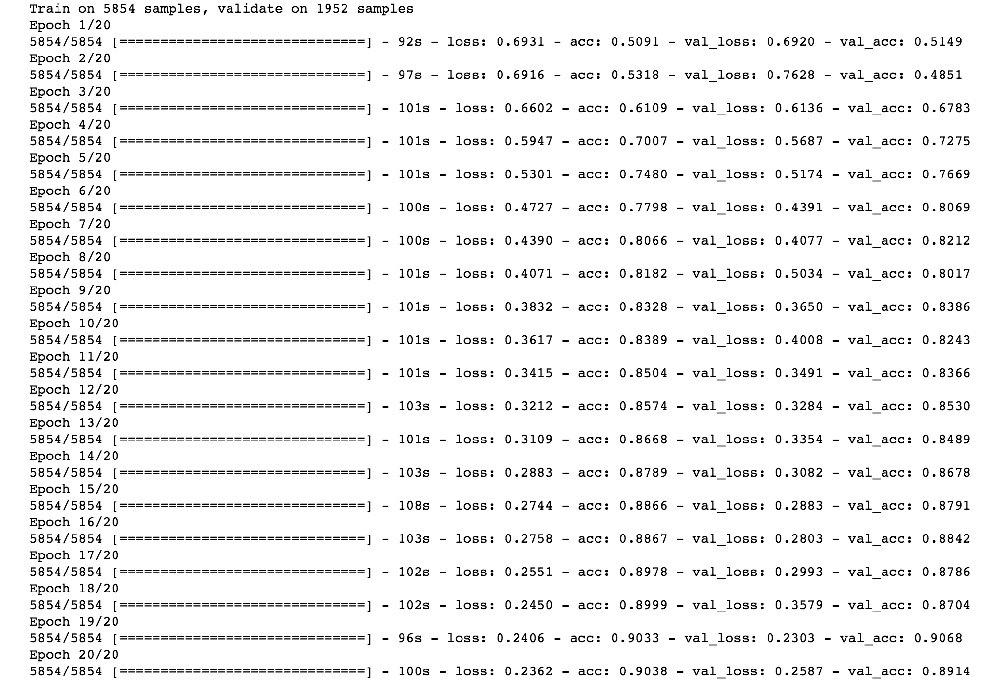 Train on 5854 samples, validate on 1952 samples
Epoch 1/20
5854/5854 [==============================] - 92s - loss: 0.6931 - acc: 0.5091 - val_loss: 0.6920 - val_acc: 0.5149
Epoch 2/20
5854/5854 [==============================] - 97s - loss: 0.6916 - acc: 0.5318 - val_loss: 0.7628 - val_acc: 0.4851
Epoch 3/20
5854/5854 [==============================] - 101s - loss: 0.6602 - acc: 0.6109 - val_loss: 0.6136 - val_acc: 0.6783
Epoch 4/20
5854/5854 [==============================] - 101s - loss: 0.5947 - acc: 0.7007 - val_loss: 0.5687 - val_acc: 0.7275
Epoch 5/20
5854/5854 [==============================] - 101s - loss: 0.5301 - acc: 0.7480 - val_loss: 0.5174 - val_acc: 0.7669
Epoch 6/20
5854/5854 [==============================] - 100s - loss: 0.4727 - acc: 0.7798 - val_loss: 0.4391 - val_acc: 0.8069
Epoch 7/20
5854/5854 [==============================] - 100s - loss: 0.4390 - acc: 0.8066 - val_loss: 0.4077 - val_acc: 0.8212
Epoch 8/20
5854/5854 [==============================] - 101s - loss: 0.4071 - acc: 0.8182 - val_loss: 0.5034 - val_acc: 0.8017
Epoch 9/20
5854/5854 [==============================] - 101s - loss: 0.3832 - acc: 0.8328 - val_loss: 0.3650 - val_acc: 0.8386
Epoch 10/20
5854/5854 [==============================] - 101s - loss: 0.3617 - acc: 0.8389 - val_loss: 0.4008 - val_acc: 0.8243
Epoch 11/20
5854/5854 [==============================] - 101s - loss: 0.3415 - acc: 0.8504 - val_loss: 0.3491 - val_acc: 0.8366
Epoch 12/20
5854/5854 [==============================] - 103s - loss: 0.3212 - acc: 0.8574 - val_loss: 0.3284 - val_acc: 0.8530
Epoch 13/20
5854/5854 [==============================] - 101s - loss: 0.3109 - acc: 0.8668 - val_loss: 0.3354 - val_acc: 0.8489
Epoch 14/20
5854/5854 [==============================] - 103s - loss: 0.2883 - acc: 0.8789 - val_loss: 0.3082 - val_acc: 0.8678
Epoch 15/20
5854/5854 [==============================] - 108s - loss: 0.2744 - acc: 0.8866 - val_loss: 0.2883 - val_acc: 0.8791
Epoch 16/20
5854/5854 [==============================] - 103s - loss: 0.2758 - acc: 0.8867 - val_loss: 0.2803 - val_acc: 0.8842
Epoch 17/20
5854/5854 [==============================] - 102s - loss: 0.2551 - acc: 0.8978 - val_loss: 0.2993 - val_acc: 0.8786
Epoch 18/20
5854/5854 [==============================] - 102s - loss: 0.2450 - acc: 0.8999 - val_loss: 0.3579 - val_acc: 0.8704
Epoch 19/20
5854/5854 [==============================] - 96s - loss: 0.2406 - acc: 0.9033 - val_loss: 0.2303 - val_acc: 0.9068
Epoch 20/20
5854/5854 [==============================] - 100s - loss: 0.2362 - acc: 0.9038 - val_loss: 0.2587 - val_acc: 0.8914